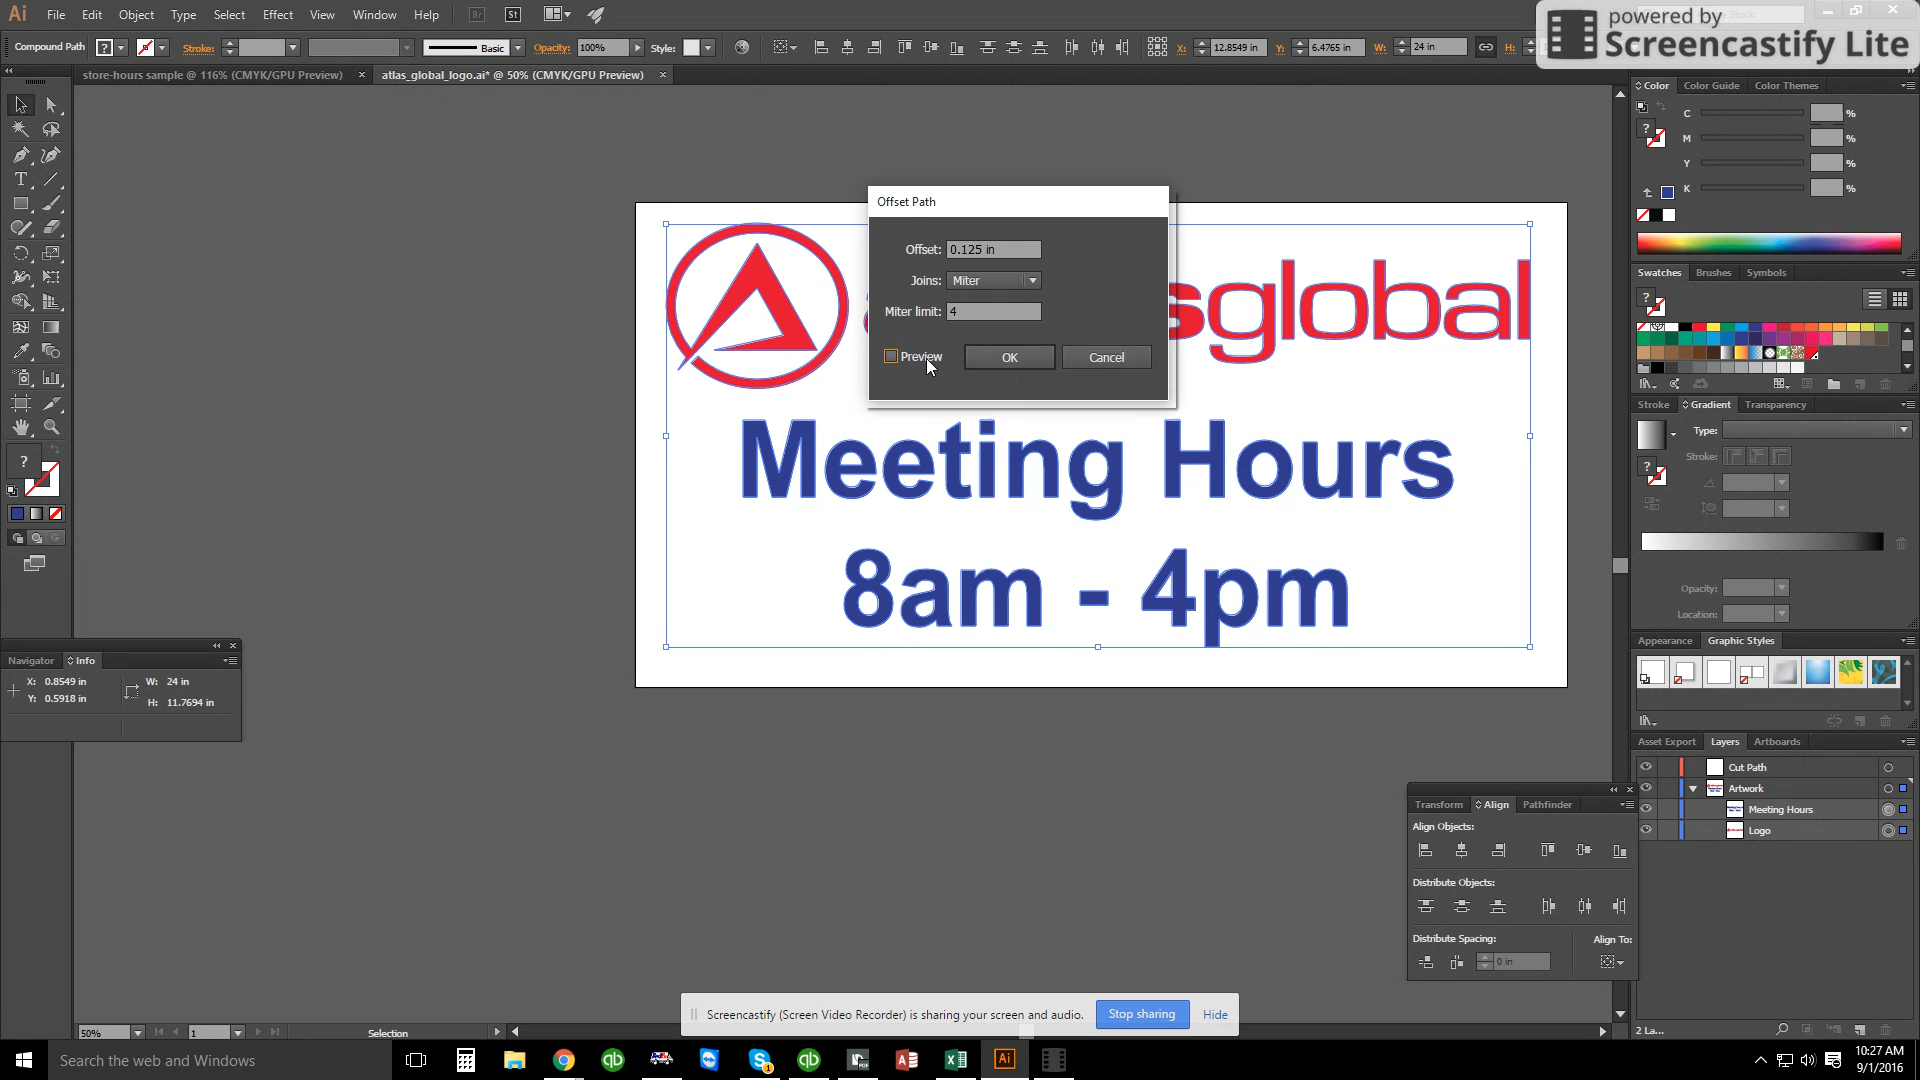 Ai File Edit Object Type Select Effect View Window Help Br St
powered by
Screencastify Lite
Compound Path ? Stroke: Basic Opacity: 100% Style: X: 12.8549 in Y: 6.4765 in W: 24 in H:
store-hours sample @ 116% (CMYK/GPU Preview) × atlas_global_logo.ai* @ 50% (CMYK/GPU Preview) ×
Color Color Guide Color Themes
C %
M %
Y %
K %
Offset Path
Offset: 0.125 in
Joins: Miter
Miter limit: 4
Preview OK Cancel
sglobal
Meeting Hours
8am - 4pm
Swatches Brushes Symbols
Stroke Gradient Transparency
Type:
Stroke:
Opacity:
Location:
Appearance Graphic Styles
Asset Export Layers Artboards
Cut Path
Artwork
Meeting Hours
Logo
2 La...
Navigator Info
X: 0.8549 in W: 24 in
Y: 0.5918 in H: 11.7694 in
Transform Align Pathfinder
Align Objects:
Distribute Objects:
Distribute Spacing: Align To:
0 in
Screencastify (Screen Video Recorder) is sharing your screen and audio. Stop sharing Hide
50% 1 Selection
Search the web and Windows
10:27 AM
9/1/2016